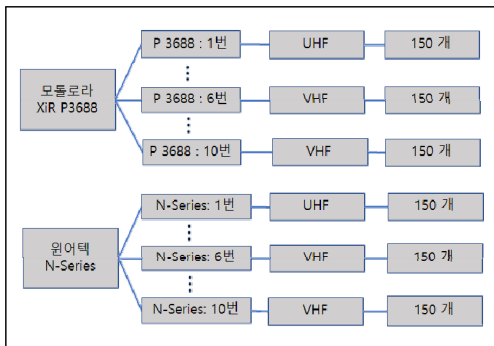 P 3688 : 1번 UHF 150 개
모톨로라
XiR P3688
P 3688 : 6번 VHF 150 개
P 3688 : 10번 VHF 150 개
N-Series: 1번 UHF 150 개
윈어텍
N-Series
N-Series: 6번 VHF 150 개
N-Series: 10번 VHF 150 개